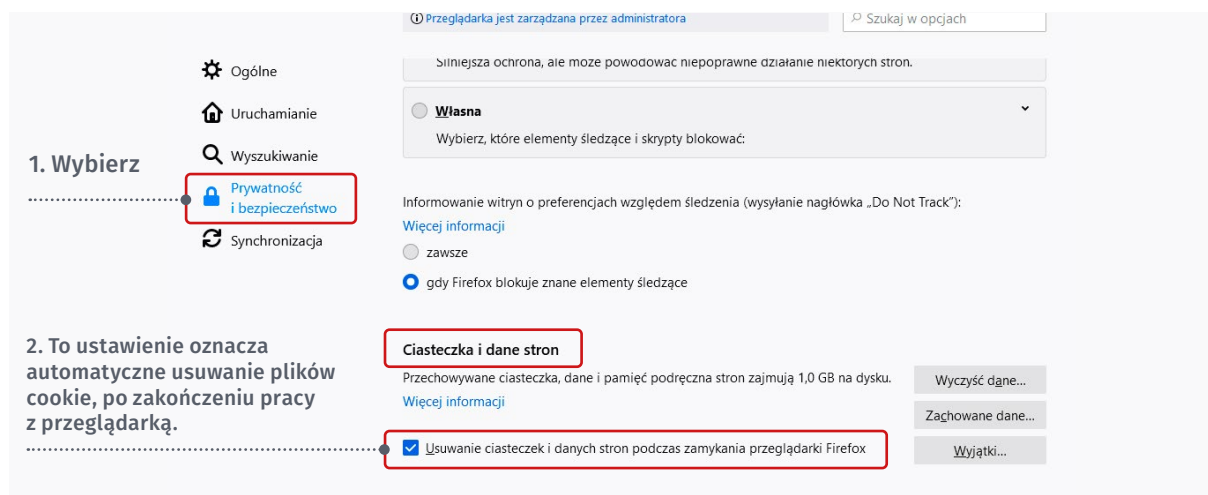 Przeglądarka jest zarządzana przez administratora
Szukaj w opcjach
Silniejsza ochrona, ale może powodować niepoprawne działanie niektórych stron.
Ogólne
Uruchamianie
Wyszukiwanie
Prywatność
i bezpieczeństwo
Synchronizacja
1. Wybierz
Własna
Wybierz, które elementy śledzące i skrypty blokować:
Informowanie witryn o preferencjach względem śledzenia (wysyłanie nagłówka „Do Not Track”):
Więcej informacji
zawsze
gdy Firefox blokuje znane elementy śledzące
2. To ustawienie oznacza
automatyczne usuwanie plików
cookie, po zakończeniu pracy
z przeglądarką.
Ciasteczka i dane stron
Przechowywane ciasteczka, dane i pamięć podręczna stron zajmują 1,0 GB na dysku.
Więcej informacji
Usuwanie ciasteczek i danych stron podczas zamykania przeglądarki Firefox
Wyczyść dane...
Zachowane dane...
Wyjątki...